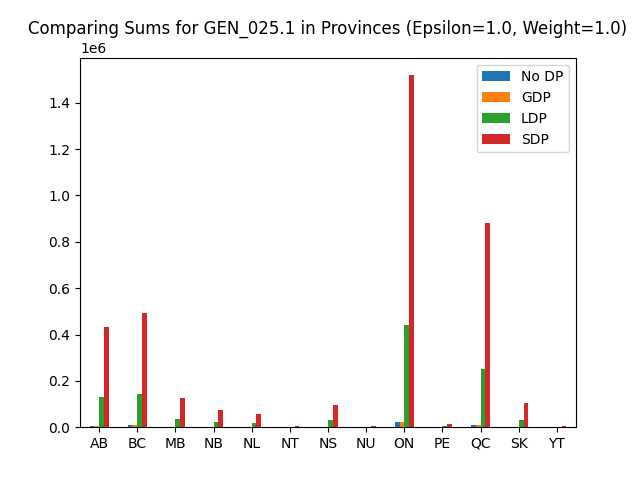 Comparing Sums for GEN_025.1 in Provinces (Epsilon=1.0, Weight=1.0)
1e6
No DP
GDP
LDP
SDP
1.4
1.2
1.0
0.8
0.6
0.4
0.2
0.0
AB BC MB NB NL NT NS NU ON PE QC SK YT